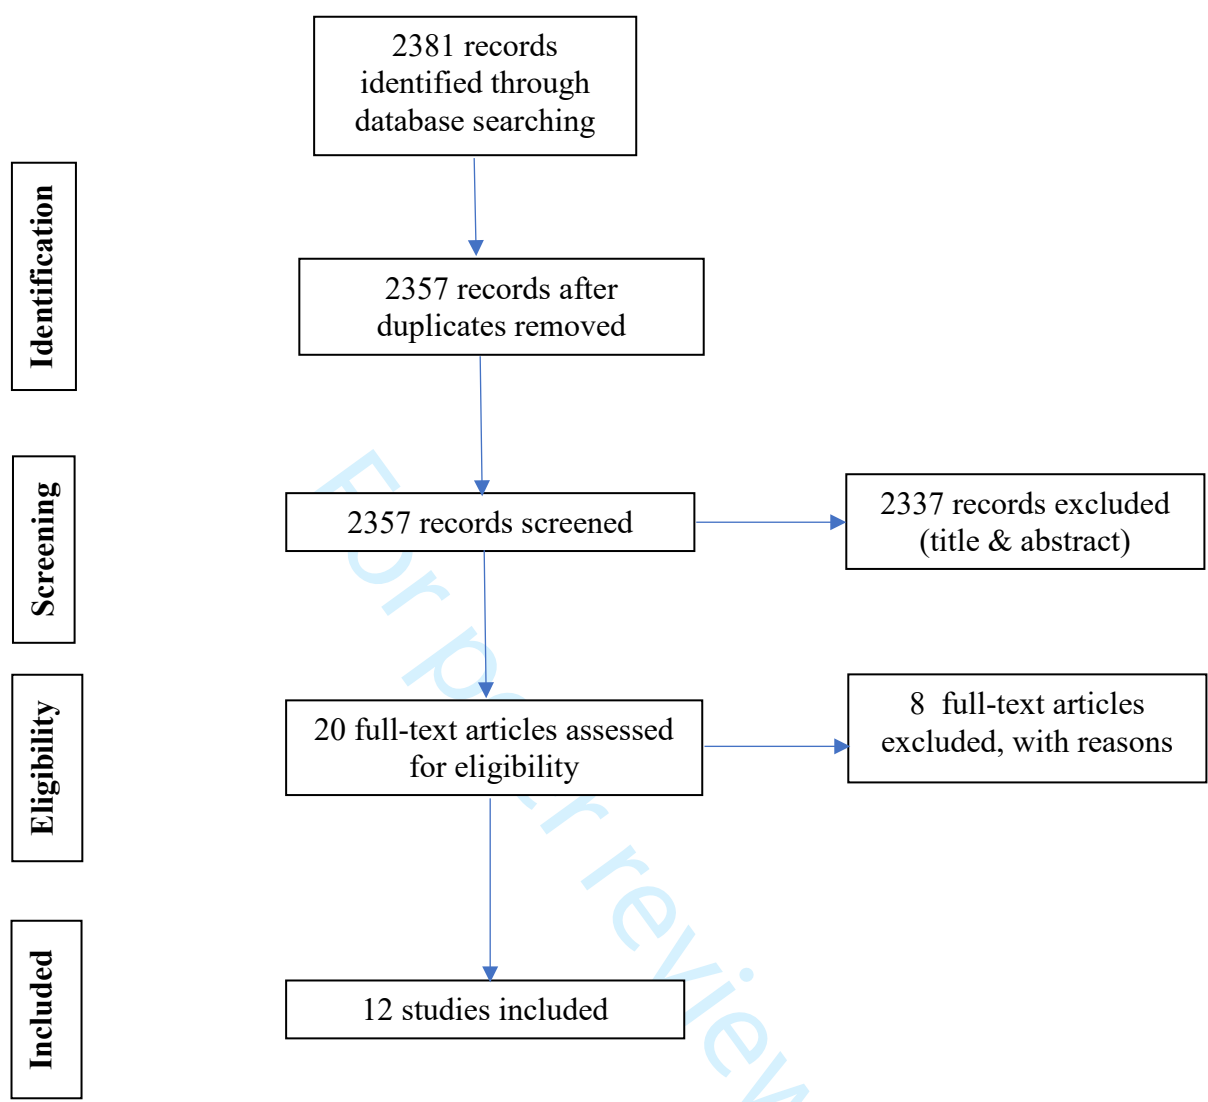 2381 records
identified through
database searching
Identification
2357 records after
duplicates removed
Screening
2357 records screened
2337 records excluded
(title & abstract)
Eligibility
20 full-text articles assessed
for eligibility
8 full-text articles
excluded, with reasons
Included
12 studies included
For peer review